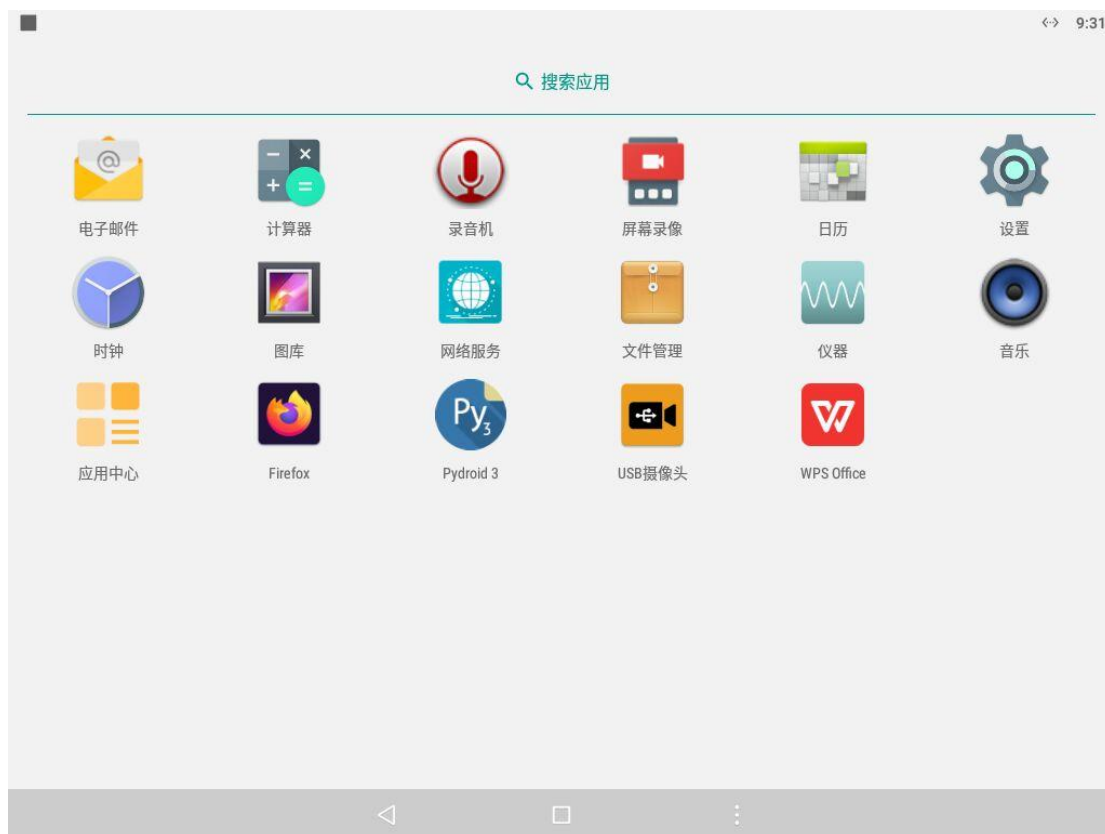 9:31
搜索应用
电子邮件 计算器 录音机 屏幕录像 日历 设置
时钟 图库 网络服务 文件管理 仪器 音乐
Py3
应用中心 Firefox Pydroid 3 USB摄像头 WPS Office